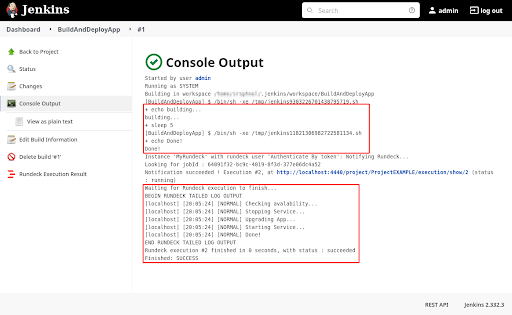 Jenkins
Search
admin
log out
Dashboard
BuildAndDeployApp
#1
Back to Project
Status
Changes
Console Output
View as plain text
Edit Build Information
Delete build '#1'
Rundeck Execution Result
Console Output
Started by user admin
Running as SYSTEM
Building in workspace .jenkins/workspace/BuildAndDeployApp
[BuildAndDeployApp] $ /bin/sh -xe /tmp/jenkins9303226701438795719.sh
+ echo building...
building...
+ sleep 5
[BuildAndDeployApp] $ /bin/sh -xe /tmp/jenkins11821306982722581134.sh
+ echo Done!
Done!
Instance 'MyRundeck' with rundeck user 'Authenticate By token': Notifying Rundeck...
Looking for jobId : 64091f32-bc9c-4819-8f3d-377e06dc4a52
Notification succeeded ! Execution #2, at http://localhost:4440/project/ProjectEXAMPLE/execution/show/2 (status
: running)
Waiting for Rundeck execution to finish...
BEGIN RUNDECK TAILED LOG OUTPUT
[localhost] [20:05:24] [NORMAL] Checking avalability...
[localhost] [20:05:24] [NORMAL] Stopping Service...
[localhost] [20:05:24] [NORMAL] Upgrading App...
[localhost] [20:05:24] [NORMAL] Starting Service...
[localhost] [20:05:24] [NORMAL] Done!
END RUNDECK TAILED LOG OUTPUT
Rundeck execution #2 finished in 0 seconds, with status : succeeded
Finished: SUCCESS
REST API
Jenkins 2.332.3